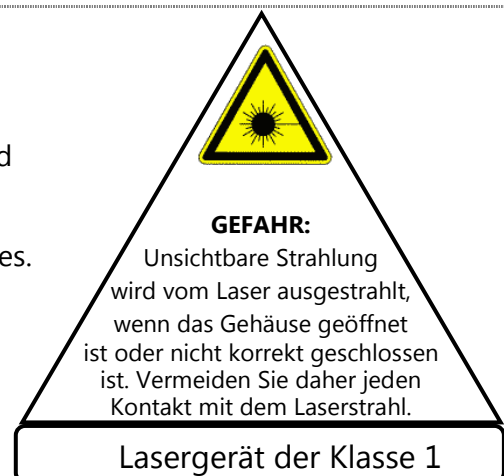 d
es.
GEFAHR:
Unsichtbare Strahlung
wird vom Laser ausgestrahlt,
wenn das Gehäuse geöffnet
ist oder nicht korrekt geschlossen
ist. Vermeiden Sie daher jeden
Kontakt mit dem Laserstrahl.
Lasergerät der Klasse 1